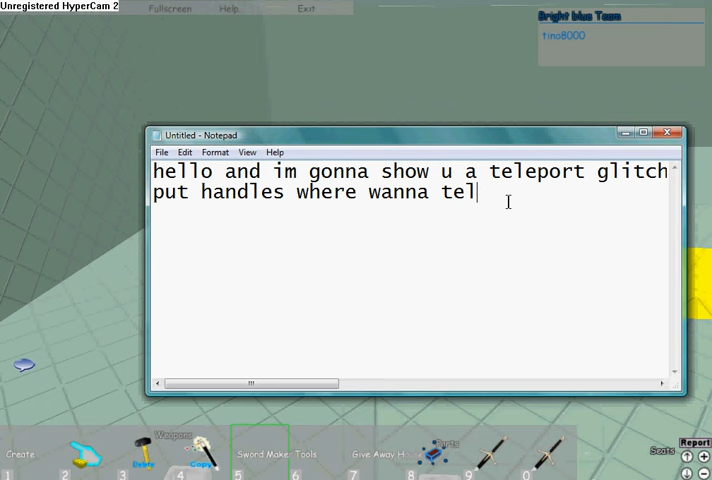 Unregistered HyperCam 2
Fullscreen Help Exit
Bright blue Team
tino8000
Untitled - Notepad
File Edit Format View Help
hello and im gonna show u a teleport glitch
put handles where wanna tel
Weapons
Parts
Create
Delete
Copy
Sword Maker Tools
Give Away H
Seats
Report
1 2 3 4 5 6 7 8 9 0